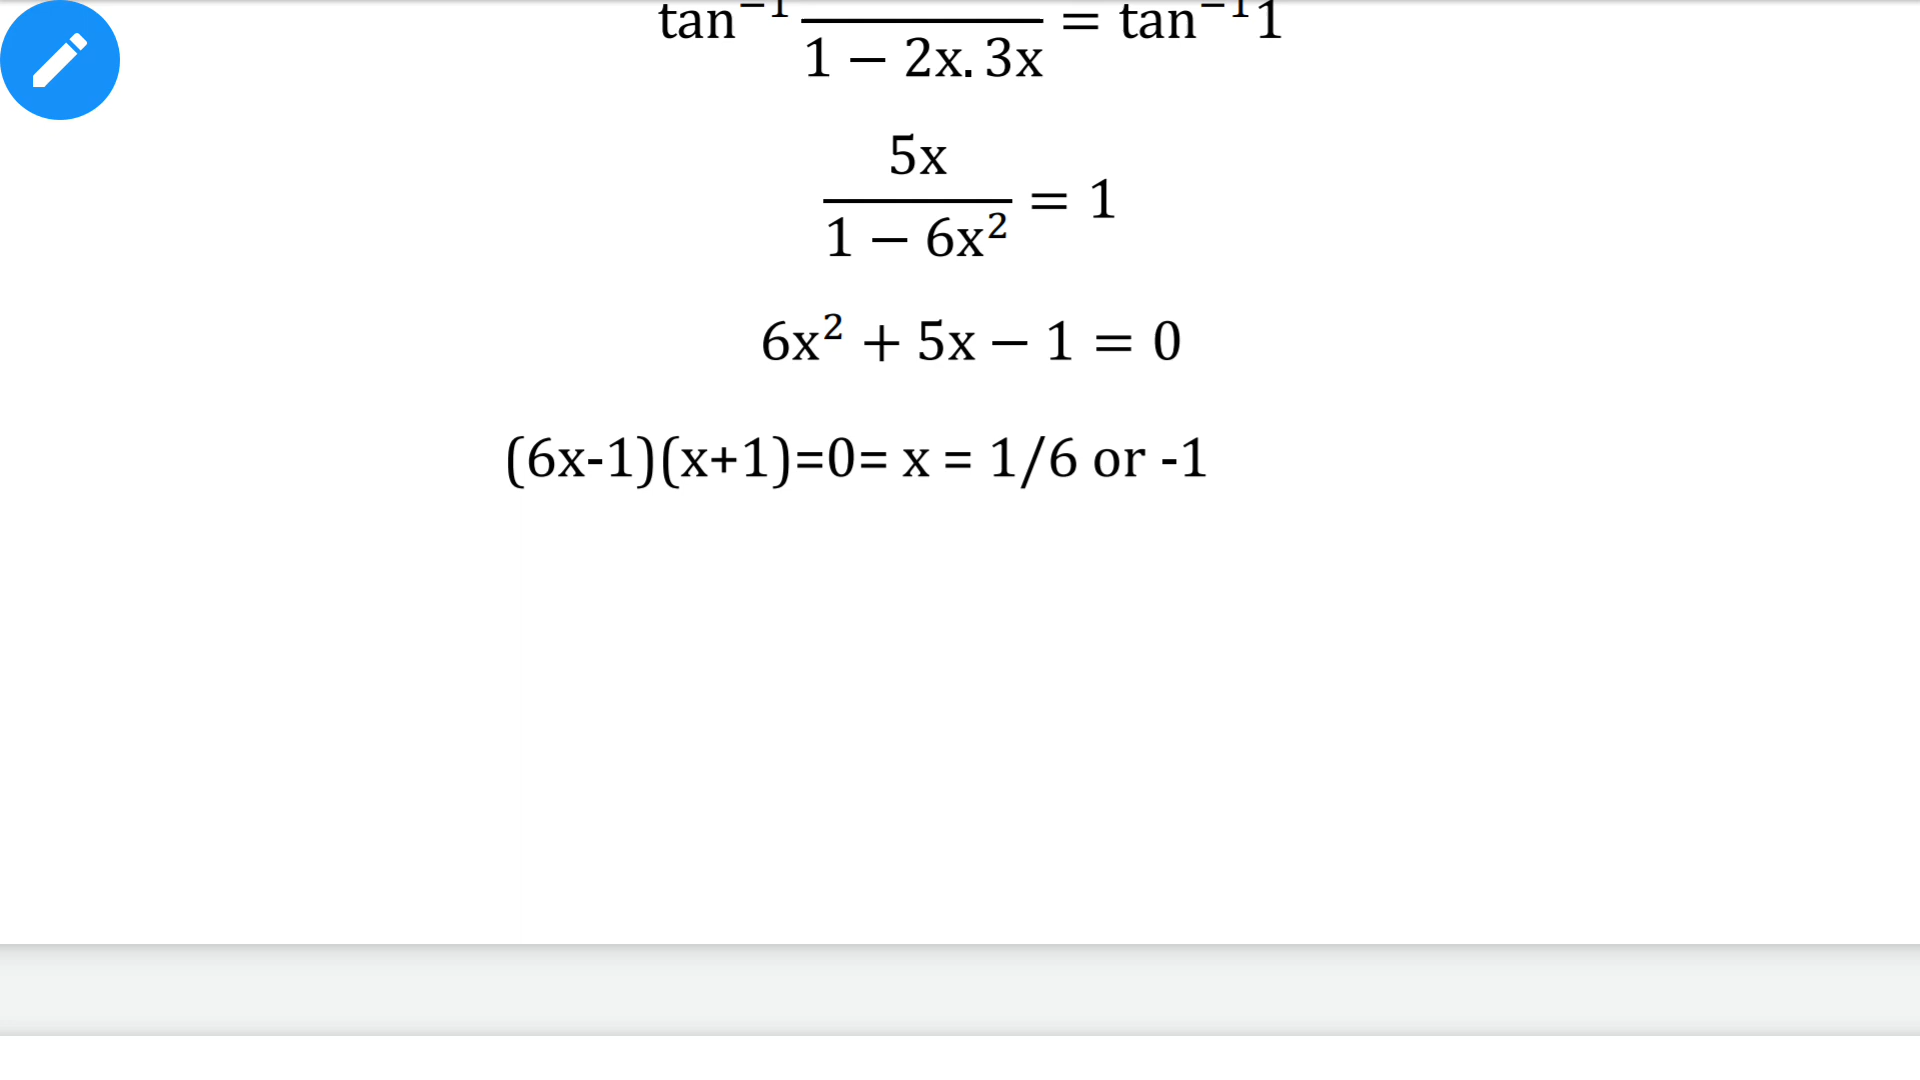 tan⁻¹ ─── = tan⁻¹1
1 − 2x. 3x
5x
─── = 1
1 − 6x²
6x² + 5x − 1 = 0
(6x-1)(x+1)=0= x = 1/6 or -1